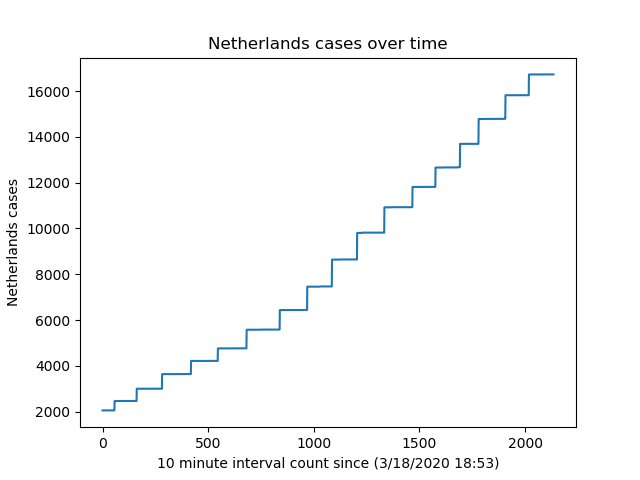 Netherlands cases over time
16000
14000
12000
10000
8000
6000
4000
2000
Netherlands cases
0 500 1000 1500 2000
10 minute interval count since (3/18/2020 18:53)